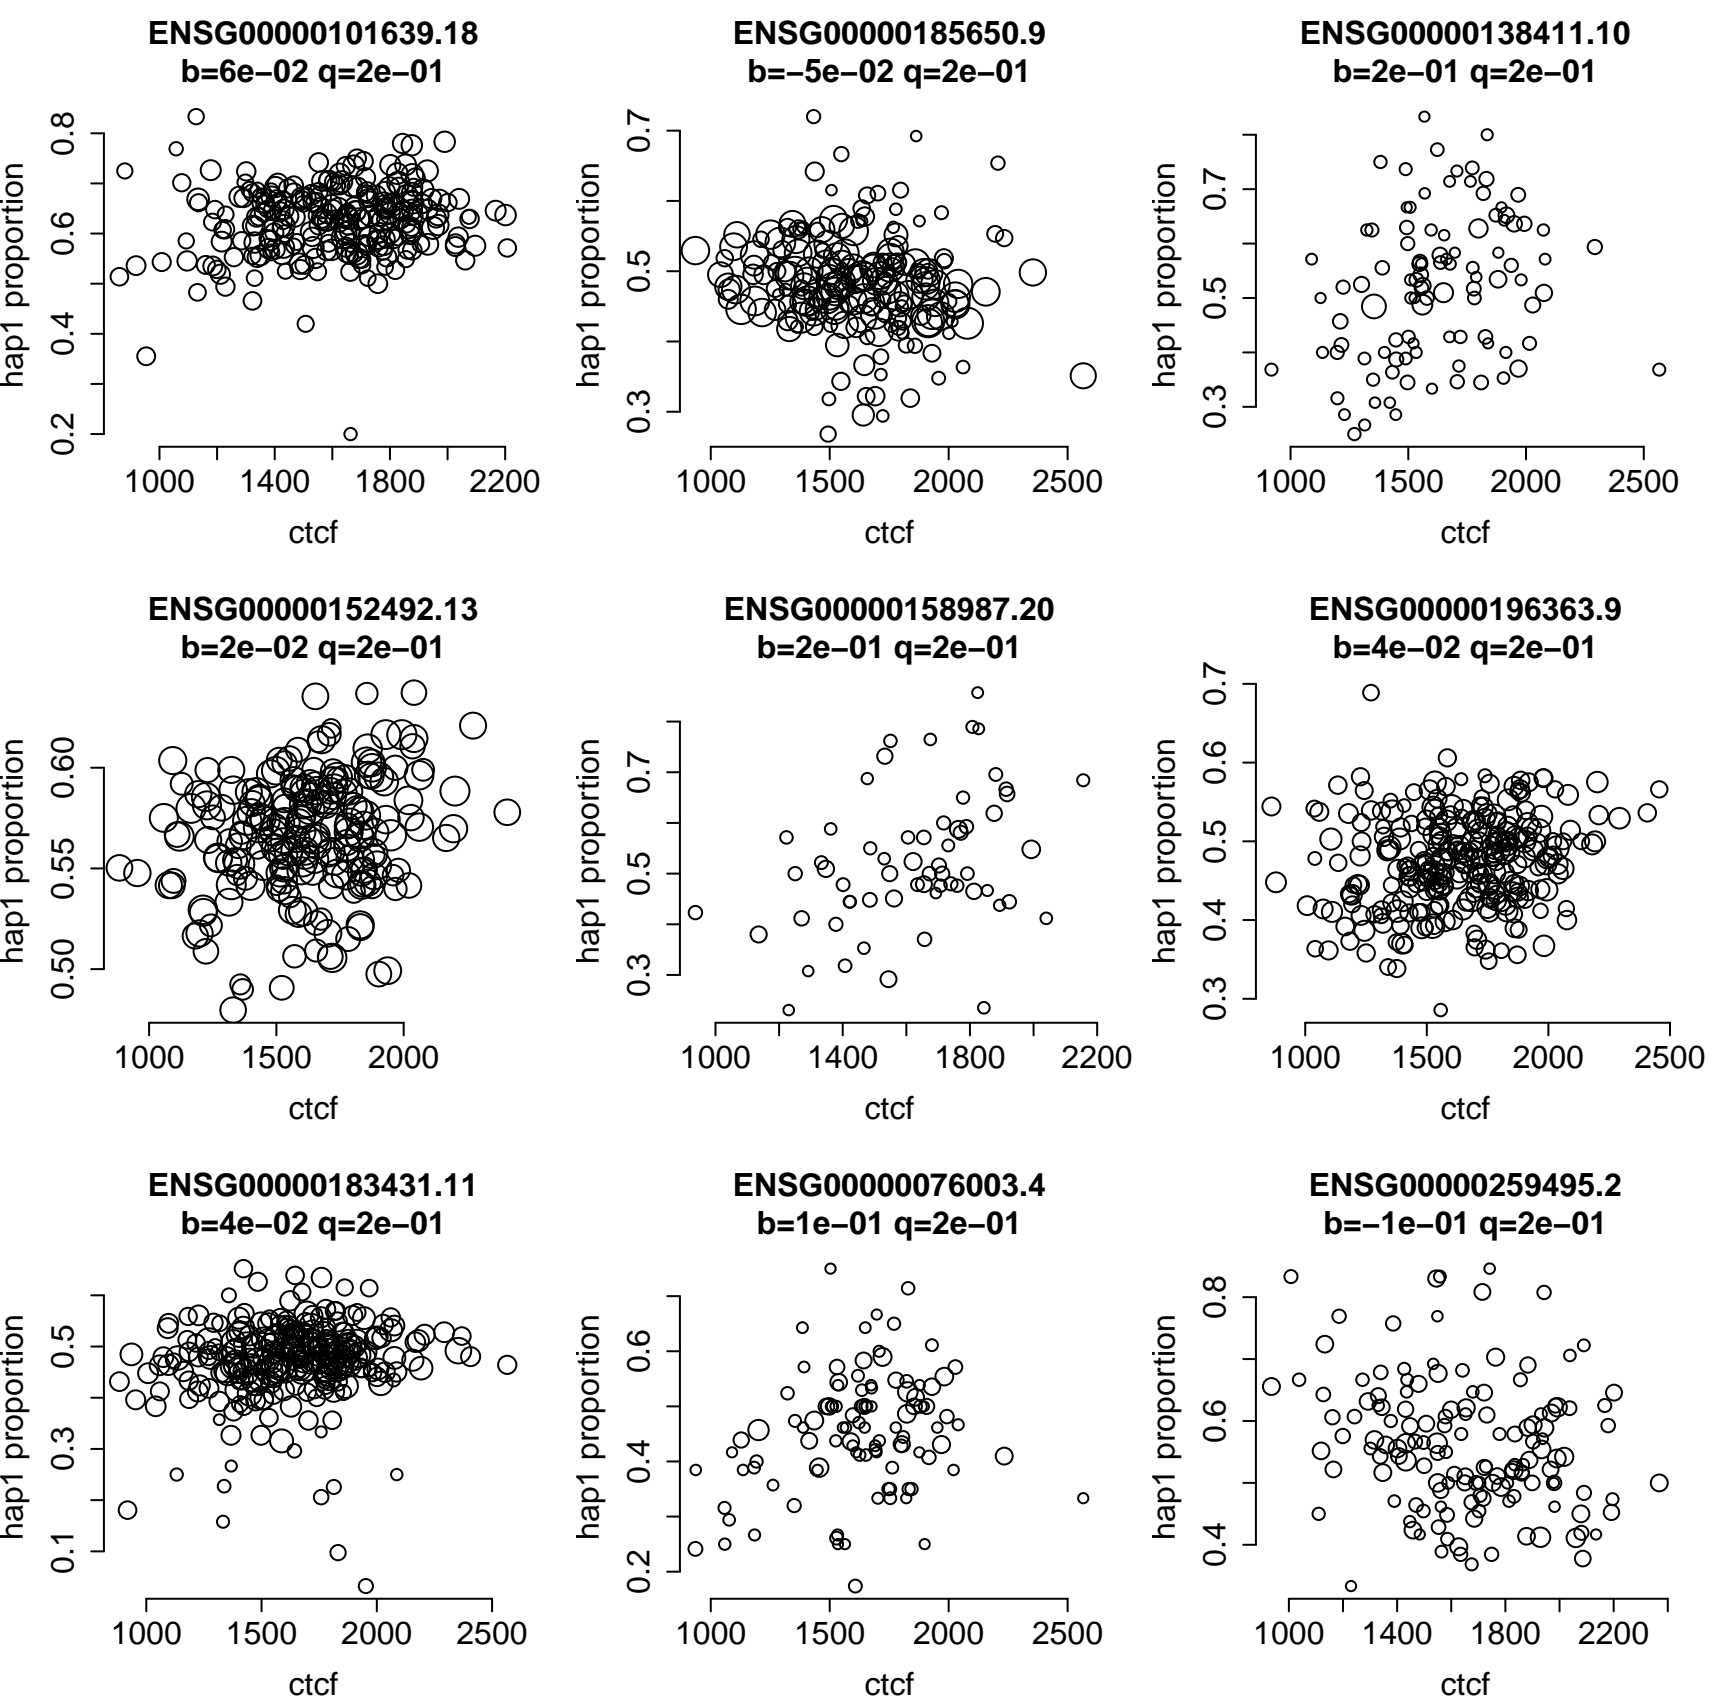 ENSG00000101639.18
b=6e−02 q=2e−01
hap1 proportion
0.2 0.4 0.6 0.8
1000 1400 1800 2200
ctcf
ENSG00000185650.9
b=−5e−02 q=2e−01
hap1 proportion
0.3 0.5 0.7
1000 1500 2000 2500
ctcf
ENSG00000138411.10
b=2e−01 q=2e−01
hap1 proportion
0.3 0.5 0.7
1000 1500 2000 2500
ctcf
ENSG00000152492.13
b=2e−02 q=2e−01
hap1 proportion
0.50 0.55 0.60
1000 1500 2000
ctcf
ENSG00000158987.20
b=2e−01 q=2e−01
hap1 proportion
0.3 0.5 0.7
1000 1400 1800 2200
ctcf
ENSG00000196363.9
b=4e−02 q=2e−01
hap1 proportion
0.3 0.4 0.5 0.6 0.7
1000 1500 2000 2500
ctcf
ENSG00000183431.11
b=4e−02 q=2e−01
hap1 proportion
0.1 0.3 0.5
1000 1500 2000 2500
ctcf
ENSG00000076003.4
b=1e−01 q=2e−01
hap1 proportion
0.2 0.4 0.6
1000 1500 2000 2500
ctcf
ENSG00000259495.2
b=−1e−01 q=2e−01
hap1 proportion
0.4 0.6 0.8
1000 1400 1800 2200
ctcf